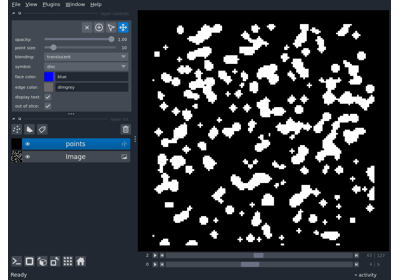 File View Plugins Window Help
opacity: 1.00
point size: 10
blending: translucent
symbol: disc
face color: blue
edge color: dimgrey
display text:
out of slice:
points
Image
2
0
Ready
activity